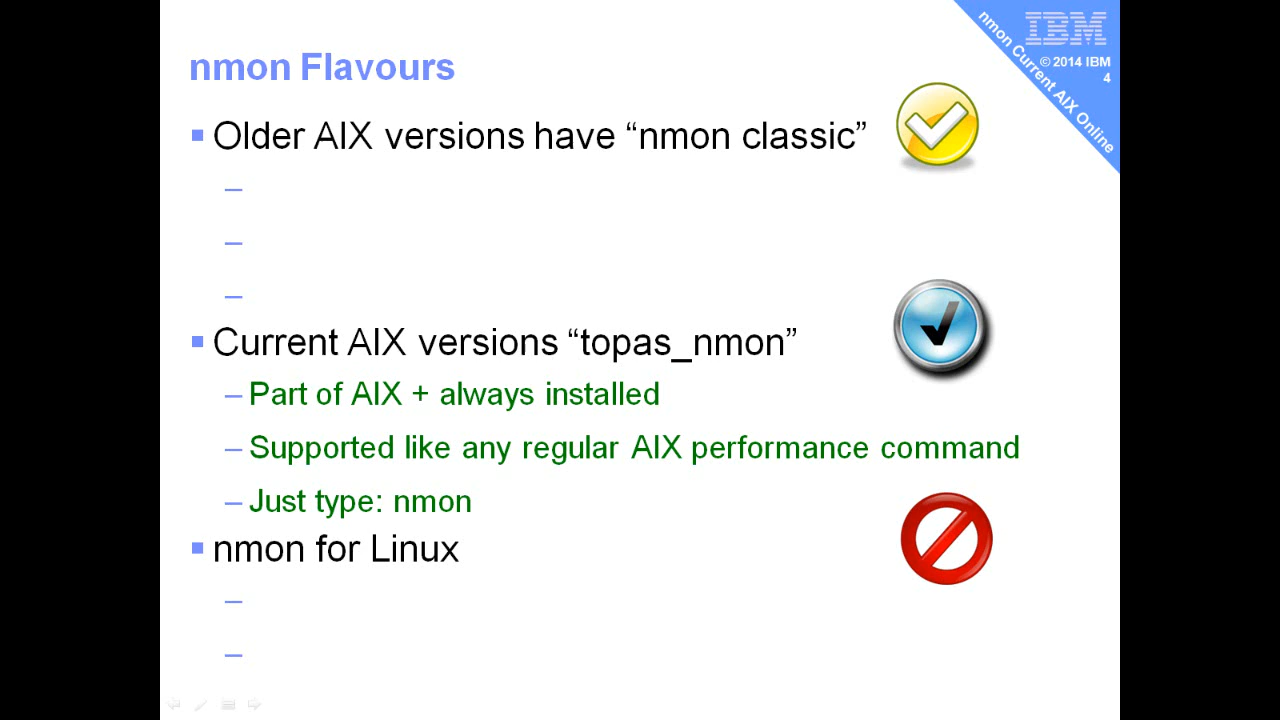 nmon Flavours
Older AIX versions have “nmon classic”
–
–
–
Current AIX versions “topas_nmon”
– Part of AIX + always installed
– Supported like any regular AIX performance command
– Just type: nmon
nmon for Linux
–
–
IBM
© 2014 IBM
4
nmon Current AIX Online